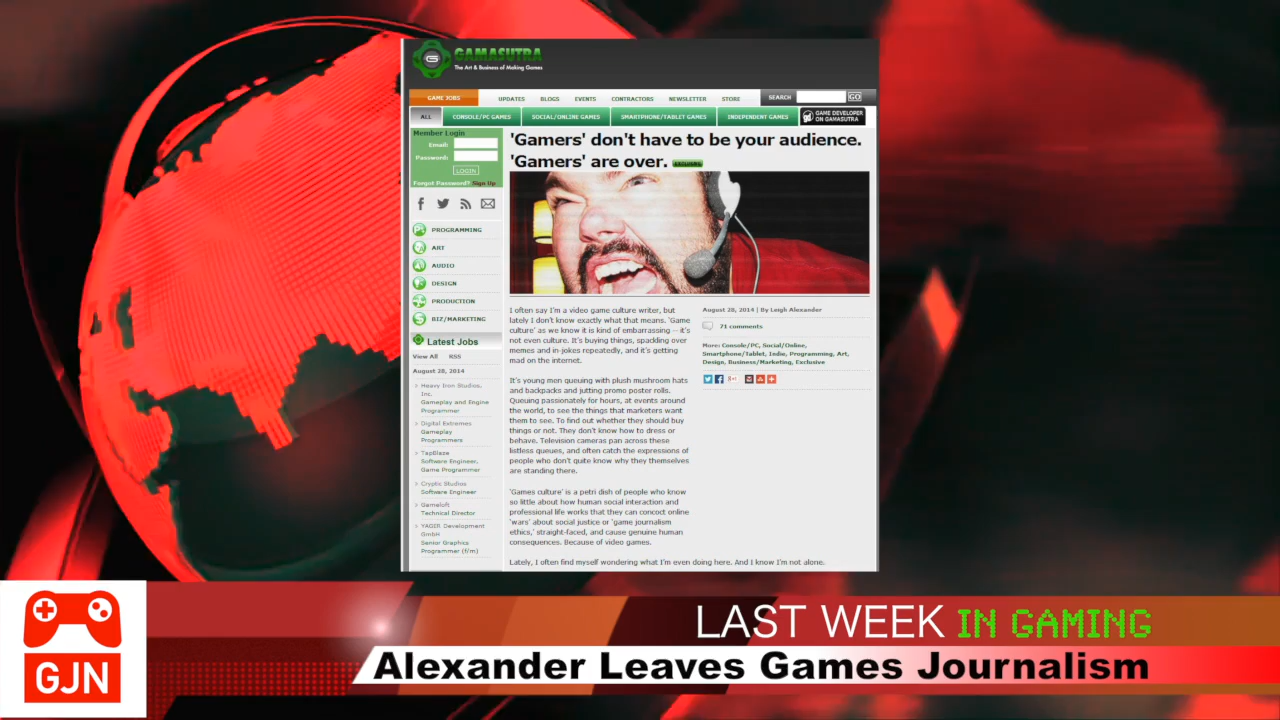 GAMASUTRA
The Art & Business of Making Games
GAME JOBS
UPDATES BLOGS EVENTS CONTRACTORS NEWSLETTER STORE
SEARCH GO
ALL CONSOLE/PC GAMES SOCIAL/ONLINE GAMES SMARTPHONE/TABLET GAMES INDEPENDENT GAMES GAME DEVELOPER
ON GAMASUTRA
Member Login
Email:
Password:
LOGIN
Forgot Password? Sign Up
PROGRAMMING
ART
AUDIO
DESIGN
PRODUCTION
BIZ/MARKETING
Latest Jobs
View All RSS
August 28, 2014
Heavy Iron Studios,
Inc.
Gameplay and Engine
Programmer
Digital Extremes
Gameplay
Programmers
TapBlaze
Software Engineer,
Game Programmer
Cryptic Studios
Software Engineer
Gameloft
Technical Director
YAGER Development
GmbH
Senior Graphics
Programmer (f/m)
'Gamers' don't have to be your audience.
'Gamers' are over. EXCLUSIVE
I often say I'm a video game culture writer, but
lately I don't know exactly what that means. 'Game
culture' as we know it is kind of embarrassing -- it's
not even culture. It's buying things, spackling over
memes and in-jokes repeatedly, and it's getting
mad on the internet.
It's young men queuing with plush mushroom hats
and backpacks and jutting promo poster rolls.
Queuing passionately for hours, at events around
the world, to see the things that marketers want
them to see. To find out whether they should buy
things or not. They don't know how to dress or
behave. Television cameras pan across these
listless queues, and often catch the expressions of
people who don't quite know why they themselves
are standing there.
'Games culture' is a petri dish of people who know
so little about how human social interaction and
professional life works that they can concoct online
'wars' about social justice or 'game journalism
ethics,' straight-faced, and cause genuine human
consequences. Because of video games.
Lately, I often find myself wondering what I'm even doing here. And I know I'm not alone.
August 28, 2014 | By Leigh Alexander
71 comments
More: Console/PC, Social/Online,
Smartphone/Tablet, Indie, Programming, Art,
Design, Business/Marketing, Exclusive
LAST WEEK IN GAMING
Alexander Leaves Games Journalism
GJN